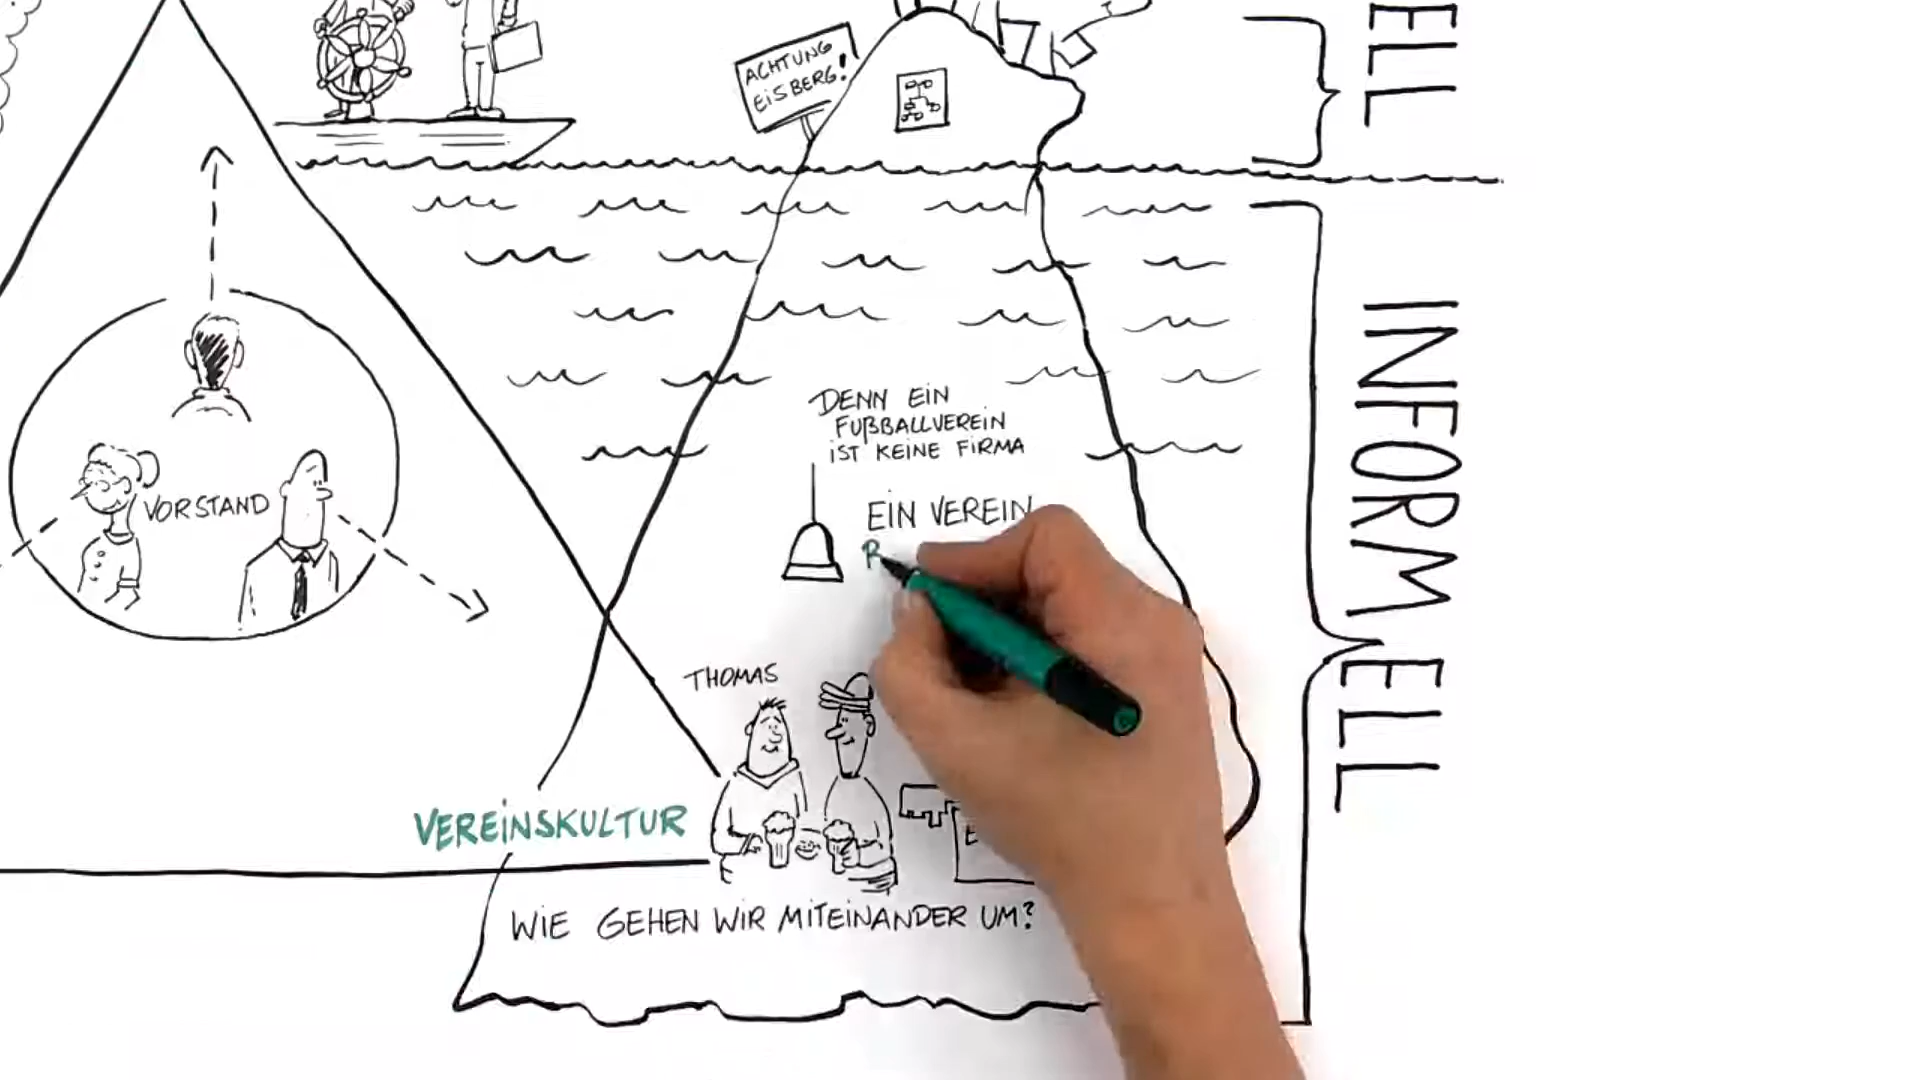 ACHTUNG
EISBERG!
ELL
INFORMELL
DENN EIN
FUßBALLVEREIN
IST KEINE FIRMA
EIN VEREIN
VORSTAND
THOMAS
VEREINSKULTUR
WIE GEHEN WIR MITEINANDER UM?